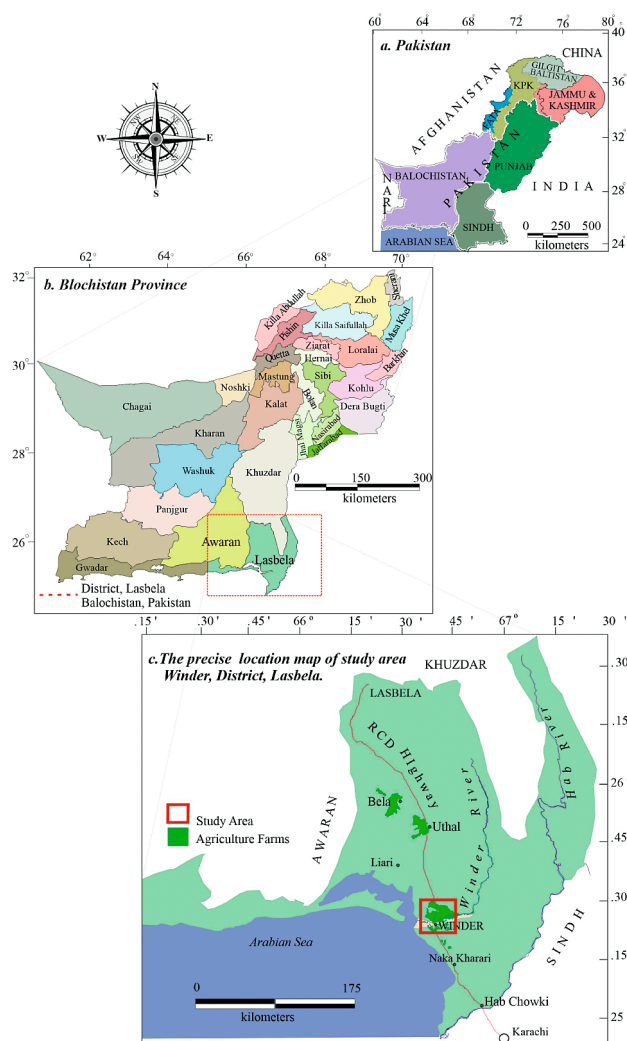 N
NW
NE
W
E
SW
SE
S
60
64
68
72
76
80
40
36
32
28
24
a. Pakistan
CHINA
GILGIT
BALTISTAN
KPK
JAMMU &
KASHMIR
AFGHANISTAN
FATA
PUNJAB
PAKISTAN
BALOCHISTAN
INDIA
SINDH
ARABIAN SEA
0 250 500
kilometers
62
64
66
68
70
32°
30°
28°
26°
b. Blochistan Province
Sherani
Zhob
Killa Abdullah
Musa Khel
Pishin
Killa Saifullah
Ziarat
Loralai
Quetta
Hernai
Barkhan
Mastung
Sibi
Noshki
Kohlu
Chagai
Kalat
Bolan
Dera Bugti
Kharan
Nasirabad
Jhal Magsi
Jaffarabad
Washuk
Khuzdar
0 150 300
kilometers
Panjgur
Awaran
Kech
Lasbela
Gwadar
District, Lasbela
Balochistan, Pakistan
.15'
.30'
.45'
66°
15'
30'
45'
67°
15'
30'
c.The precise location map of study area
Winder, District, Lasbela.
KHUZDAR
.30
LASBELA
.15
RCD HIghway
Hab River
26
Bela
Winder River
Study Area
Uthal
Agriculture Farms
AWARAN
.45
Liari
.30
WINDER
SINDH
Arabian Sea
Naka Kharari
.15
0 175
kilometers
Hab Chowki
25
Karachi